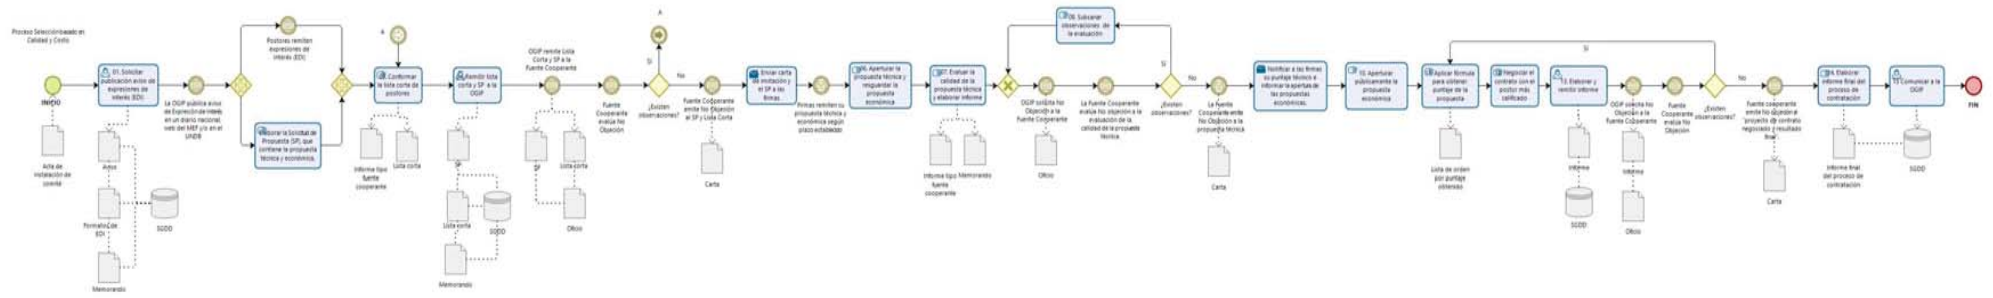 Proceso Selección basado en
Calidad y Costo
INICIO
Acta de
instalación de
comité
01. Solicitar
publicación aviso de
expresiones de
interés (EDI)
Aviso
Formatos de
EDI
Memorando
SGDD
La OGIP publica aviso
de Expresión de Interés
en un diario nacional,
web del MEF y/o en el
UNDB
Postores remiten
expresiones de
interés (EDI)
Elaborar la Solicitud de
Propuesta (SP), que
contiene la propuesta
técnica y económica.
A
Conformar
la lista corta de
postores
Informe tipo
fuente
cooperante
Lista corta
Remitir lista
corta y SP a la
OGIP
SP
Lista corta
SGDD
Memorando
OGIP remite Lista
Corta y SP a la
Fuente Cooperante
SP
Lista corta
Oficio
Fuente
Cooperante
evalúa No
Objeción
A
Si
¿Existen
observaciones?
No
Fuente Cooperante
emite No Objeción
al SP y Lista Corta
Carta
Enviar carta
de invitación y
el SP a las
firmas.
Firmas remiten su
propuesta técnica y
económica según
plazo establecido
06. Aperturar la
propuesta técnica y
resguardar la
propuesta
económica
07. Evaluar la
calidad de la
propuesta técnica
y elaborar informe
Informe tipo
fuente
cooperante
Memorando
08. Subsanar
observaciones de
la evaluación
OGIP solicita No
Objeción a la
Fuente Cooperante
Oficio
La Fuente Cooperante
evalúa No objeción a la
evaluación de la
calidad de la propuesta
técnica
Si
¿Existen
observaciones?
No
La Fuente
Cooperante emite
No Objeción a la
propuesta técnica
Carta
Notificar a las firmas
su puntaje técnico e
informar la apertura de
las propuestas
económicas.
10. Aperturar
públicamente la
propuesta
económica
Aplicar fórmula
para obtener
puntaje de la
propuesta
Lista de orden
por puntaje
obtenido
Negociar el
contrato con el
postor más
calificado
13. Elaborar y
remitir informe
Informe
SGDD
OGIP solicita No
Objeción a la
Fuente Cooperante
Informe
Oficio
Fuente
Cooperante
evalúa No
Objeción
Si
¿Existen
observaciones?
No
Fuente cooperante
emite No objeción a
proyecto de contrato
negociado y resultado
final
Carta
Elaborar
informe final del
proceso de
contratación
Informe final
del proceso de
contratación
Comunicar a la
OGIP
SGDD
FIN